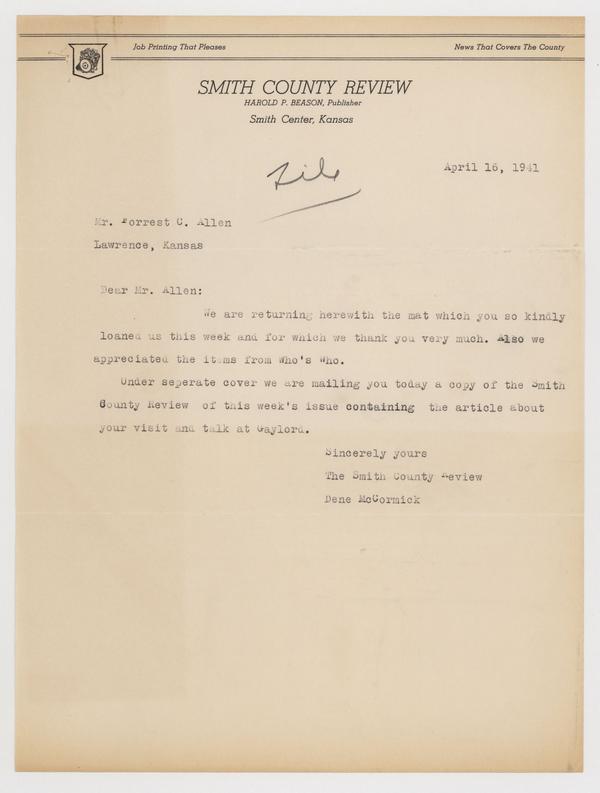 Job Printing That Pleases
News That Covers The County
SMITH COUNTY REVIEW
HAROLD P. BEASON, Publisher
Smith Center, Kansas
File
April 16, 1941
Mr. Forrest C. Allen
Lawrence, Kansas
Dear Mr. Allen:
We are returning herewith the mat which you so kindly
loaned us this week and for which we thank you very much. Also we
appreciated the items from Who's Who.
Under seperate cover we are mailing you today a copy of the Smith
County Review of this week's issue containing the article about
your visit and talk at Gaylord.
Sincerely yours
The Smith County Review
Dene McCormick